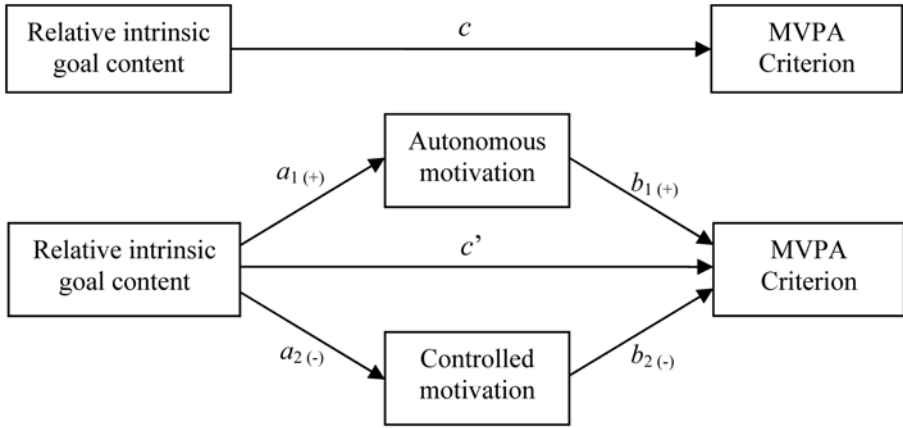 Relative intrinsic
goal content
c
MVPA
Criterion
Autonomous
motivation
a1 (+)
b1 (+)
Relative intrinsic
goal content
c’
MVPA
Criterion
a2 (-)
Controlled
motivation
b2 (-)